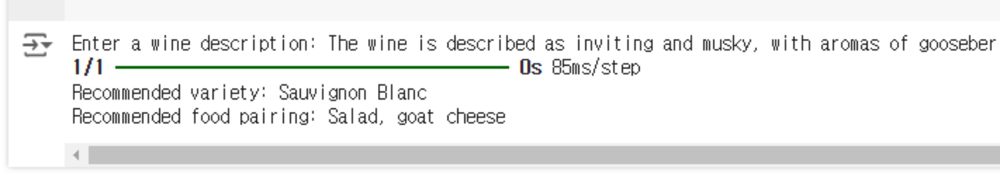 Enter a wine description: The wine is described as inviting and musky, with aromas of gooseber
1/1 0s 85ms/step
Recommended variety: Sauvignon Blanc
Recommended food pairing: Salad, goat cheese